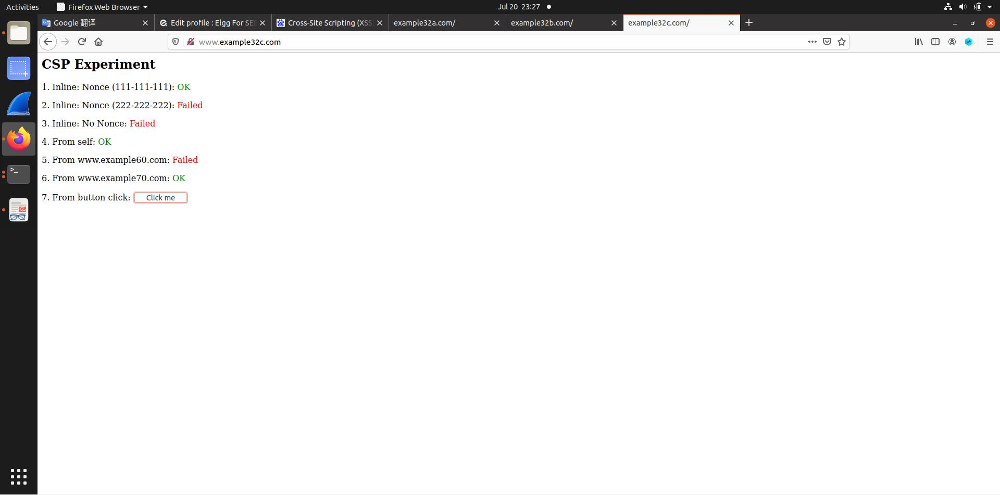 Activities Firefox Web Browser Jul 20 23:27
Google 翻译 Edit profile : Elgg For SEE Cross-Site Scripting (XSS) example32a.com/ example32b.com/ example32c.com/
www.example32c.com
CSP Experiment
1. Inline: Nonce (111-111-111): OK
2. Inline: Nonce (222-222-222): Failed
3. Inline: No Nonce: Failed
4. From self: OK
5. From www.example60.com: Failed
6. From www.example70.com: OK
7. From button click: Click me